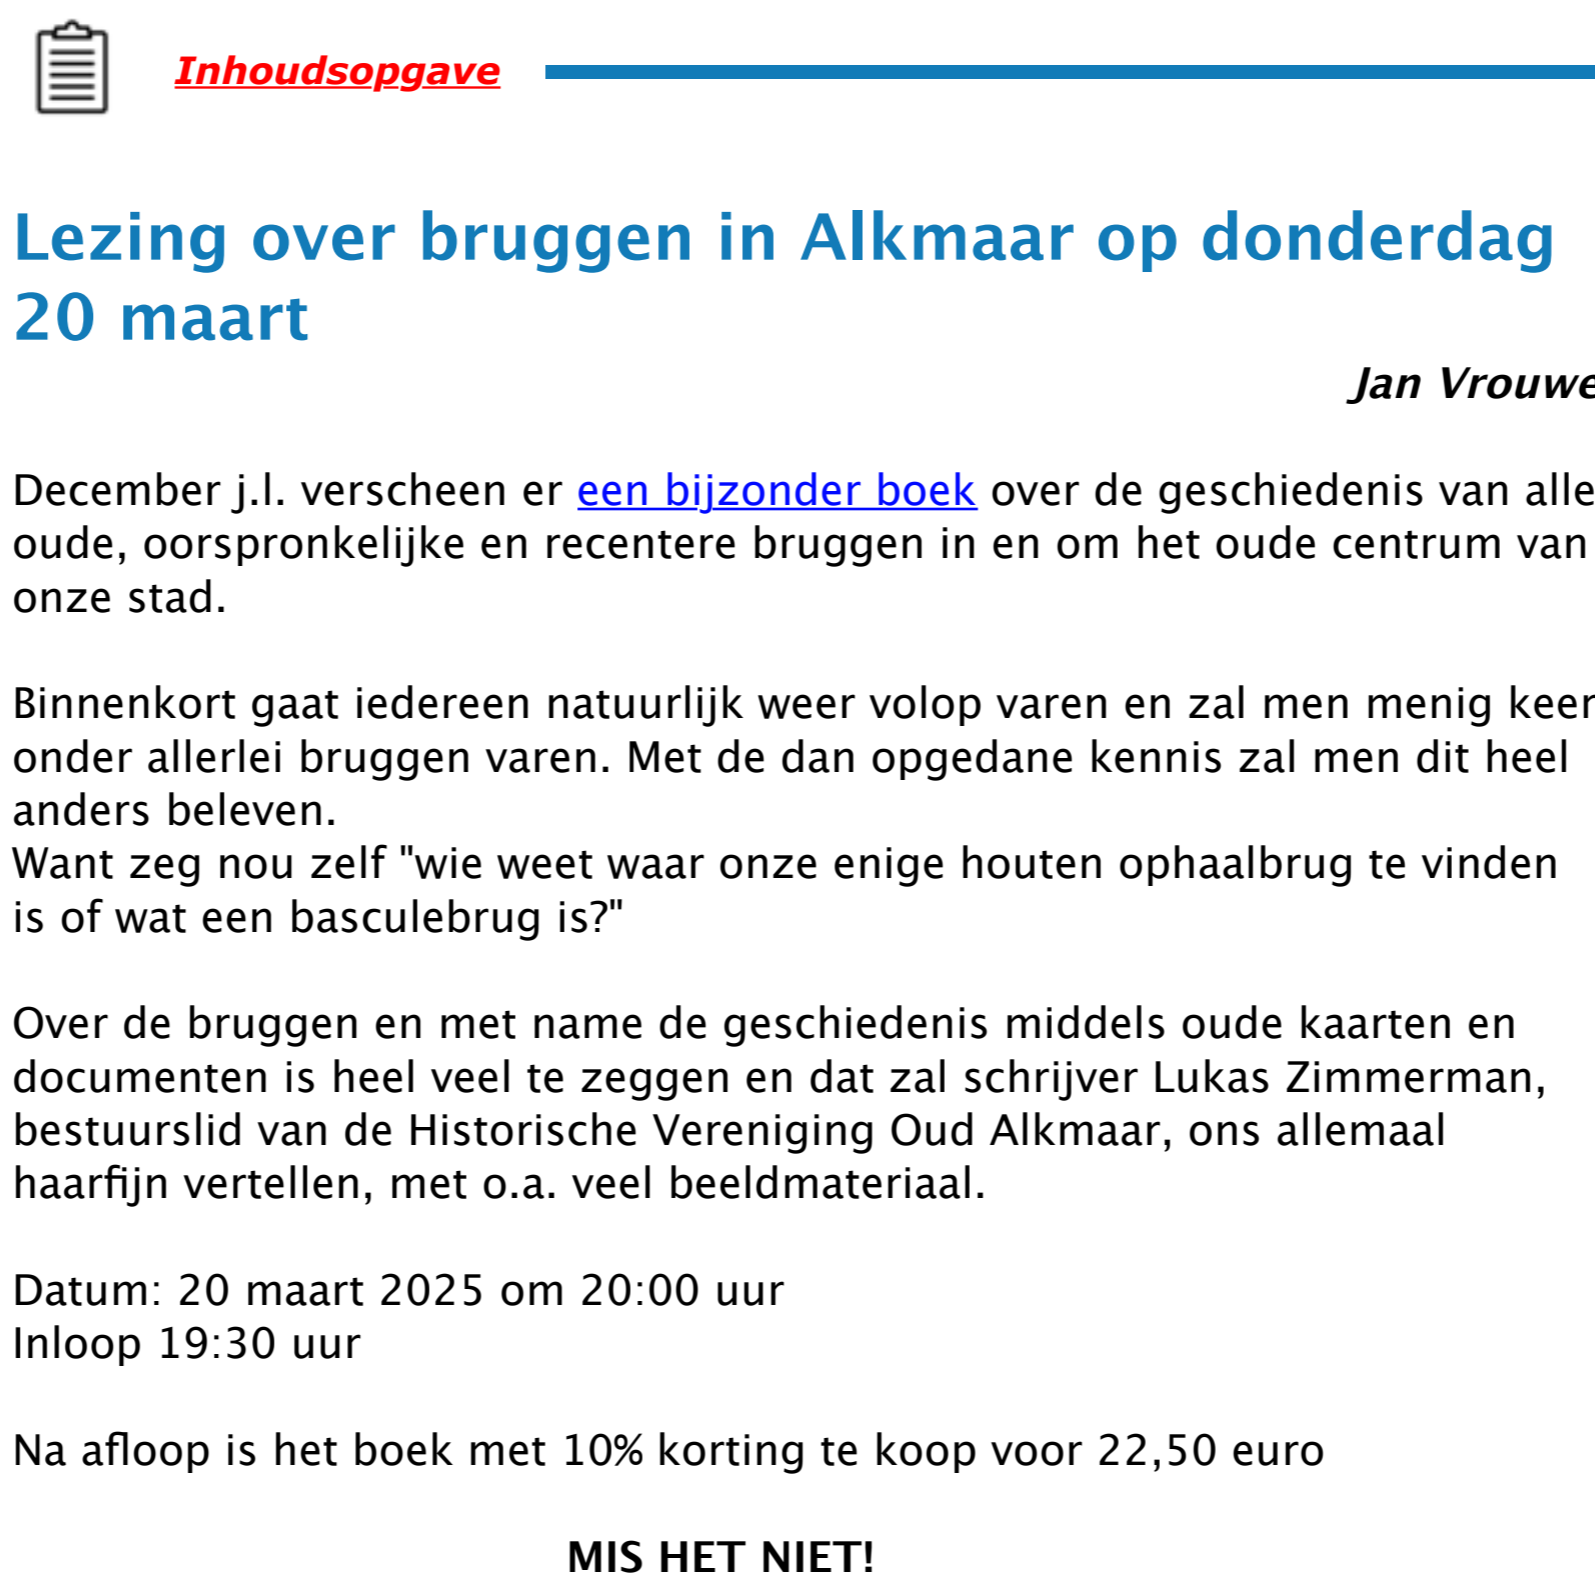 Inhoudsopgave
Lezing over bruggen in Alkmaar op donderdag
20 maart
Jan Vrouwe
December j.l. verscheen er een bijzonder boek over de geschiedenis van alle
oude, oorspronkelijke en recentere bruggen in en om het oude centrum van
onze stad.
Binnenkort gaat iedereen natuurlijk weer volop varen en zal men menig keer
onder allerlei bruggen varen. Met de dan opgedane kennis zal men dit heel
anders beleven.
Want zeg nou zelf "wie weet waar onze enige houten ophaalbrug te vinden
is of wat een basculebrug is?"
Over de bruggen en met name de geschiedenis middels oude kaarten en
documenten is heel veel te zeggen en dat zal schrijver Lukas Zimmerman,
bestuurslid van de Historische Vereniging Oud Alkmaar, ons allemaal
haarfijn vertellen, met o.a. veel beeldmateriaal.
Datum: 20 maart 2025 om 20:00 uur
Inloop 19:30 uur
Na afloop is het boek met 10% korting te koop voor 22,50 euro
MIS HET NIET!